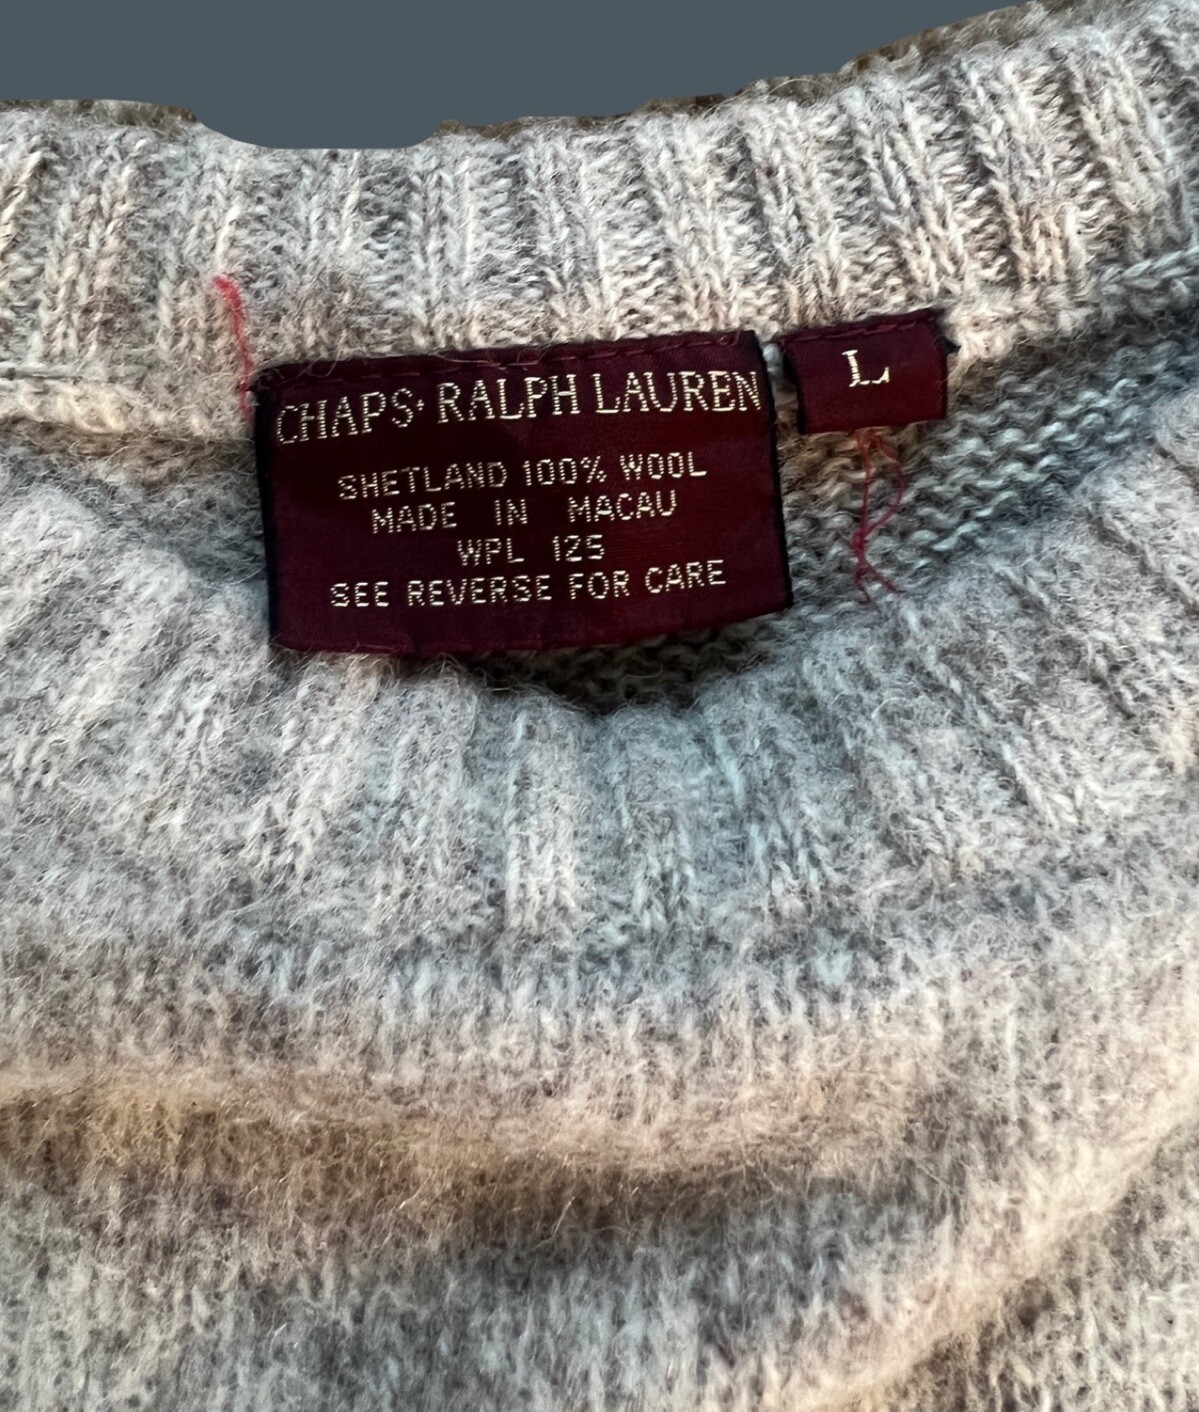 CHAPS· RALPH LAUREN
L
SHETLAND 100% WOOL
MADE IN MACAU
WPL 125
SEE REVERSE FOR CARE